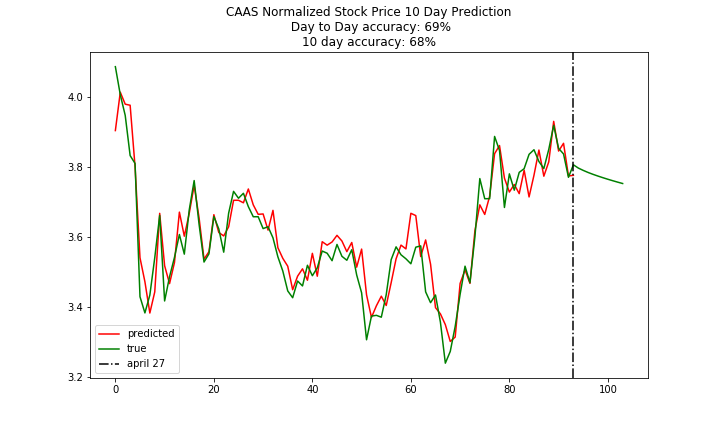 CAAS Normalized Stock Price 10 Day Prediction
Day to Day accuracy: 69%
10 day accuracy: 68%
4.0
3.8
3.6
3.4
3.2
predicted
true
april 27
0 20 40 60 80 100